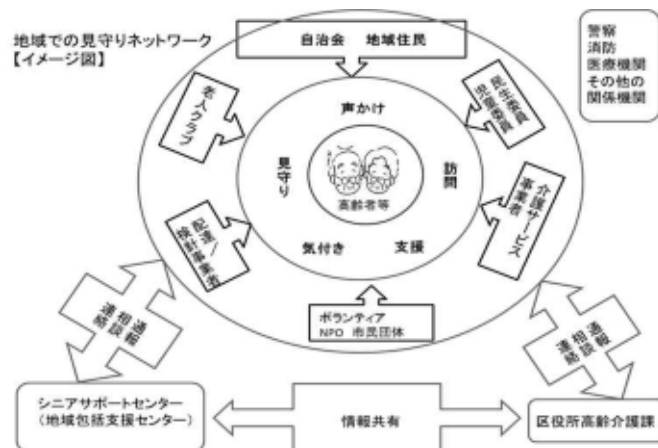 地域での見守りネットワーク
【イメージ図】
自治会 地域住民
警察
消防
医療機関
その他の
関係機関
老人クラブ
民生委員
児童委員
声かけ
見守り
訪問
高齢者等
気付き
支援
配達/
検針事業者
介護サービス
事業者
ボランティア
NPO 市民団体
通報
相談
連絡
通報
相談
連絡
シニアサポートセンター
(地域包括支援センター)
情報共有
区役所高齢介護課